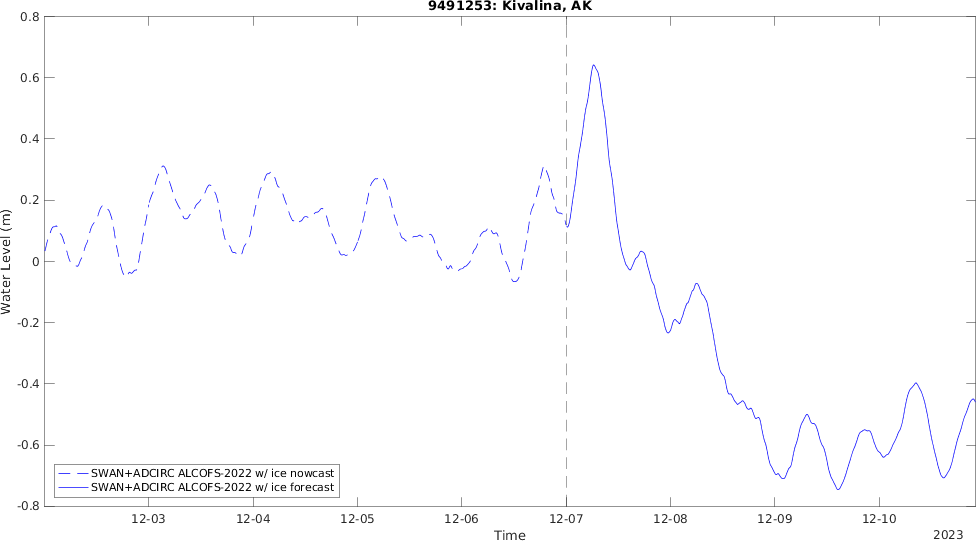 9491253: Kivalina, AK
0.8
0.6
0.4
0.2
0
-0.2
-0.4
-0.6
-0.8
Water Level (m)
SWAN+ADCIRC ALCOFS-2022 w/ ice nowcast
SWAN+ADCIRC ALCOFS-2022 w/ ice forecast
12-03 12-04 12-05 12-06 12-07 12-08 12-09 12-10
Time
2023